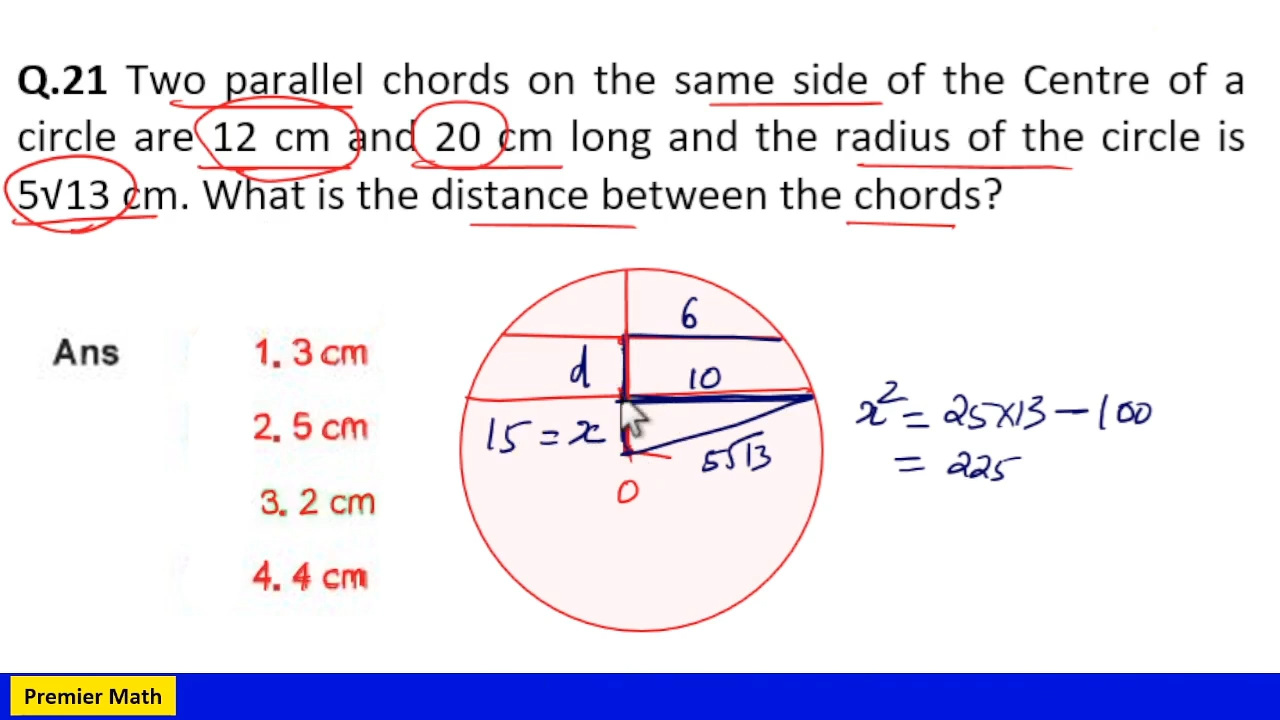 Q.21 Two parallel chords on the same side of the Centre of a
circle are 12 cm and 20 cm long and the radius of the circle is
5√13 cm. What is the distance between the chords?
Ans
1. 3 cm
2. 5 cm
3. 2 cm
4. 4 cm
6
d
10
15 = x
5√13
0
x² = 25×13 - 100
= 225
Premier Math